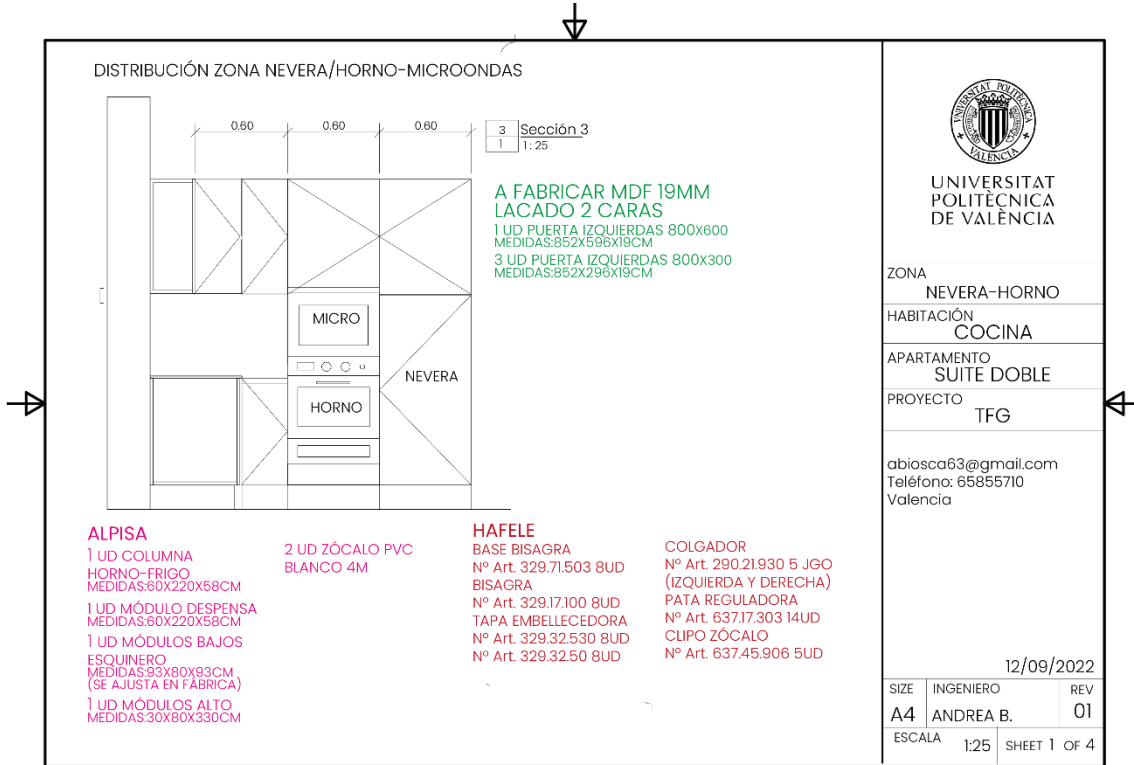 DISTRIBUCIÓN ZONA NEVERA/HORNO-MICROONDAS
0.60
0.60
0.60
3
1
Sección 3
1 : 25
A FABRICAR MDF 19MM
LACADO 2 CARAS
1 UD PUERTA IZQUIERDAS 800X600
MEDIDAS:852X596X19CM
3 UD PUERTA IZQUIERDAS 800X300
MEDIDAS:852X296X19CM
MICRO
HORNO
NEVERA
ALPISA
1 UD COLUMNA
HORNO-FRIGO
MEDIDAS:60X220X58CM
1 UD MÓDULO DESPENSA
MEDIDAS:60X220X58CM
1 UD MÓDULOS BAJOS
ESQUINERO
MEDIDAS:93X80X93CM
(SE AJUSTA EN FÁBRICA)
1 UD MÓDULOS ALTO
MEDIDAS:30X80X330CM
2 UD ZÓCALO PVC
BLANCO 4M
HAFELE
BASE BISAGRA
Nº Art. 329.71.503 8UD
BISAGRA
Nº Art. 329.17.100 8UD
TAPA EMBELLECEDORA
Nº Art. 329.32.530 8UD
Nº Art. 329.32.50 8UD
COLGADOR
Nº Art. 290.21.930 5 JGO
(IZQUIERDA Y DERECHA)
PATA REGULADORA
Nº Art. 637.17.303 14UD
CLIPO ZÓCALO
Nº Art. 637.45.906 5UD
UNIVERSITAT POLITÈCNICA
VALENCIA
UNIVERSITAT
POLITÈCNICA
DE VALÈNCIA
ZONA
NEVERA-HORNO
HABITACIÓN
COCINA
APARTAMENTO
SUITE DOBLE
PROYECTO
TFG
abiosca63@gmail.com
Teléfono: 65855710
Valencia
12/09/2022
SIZE
A4
INGENIERO
ANDREA B.
REV
01
ESCALA
1:25
SHEET 1 OF 4